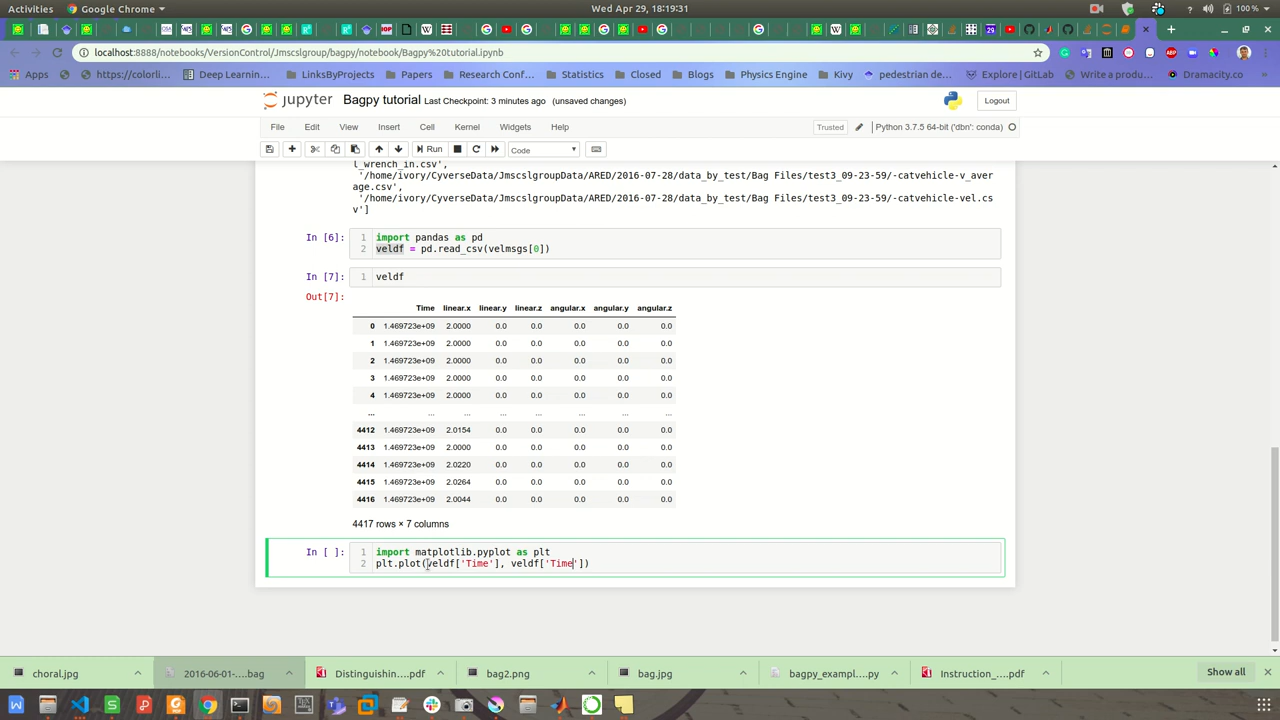 Activities Google Chrome Wed Apr 29, 18:19:31 100 %
localhost:8888/notebooks/VersionControl/Jmscslgroup/bagpy/notebook/Bagpy%20tutorial.ipynb
Apps https://colorli... Deep Learnin... LinksByProjects Papers Research Conf... Statistics Closed Blogs Physics Engine Kivy pedestrian de... Explore | GitLab Write a produ... Dramacity.co
jupyter Bagpy tutorial Last Checkpoint: 3 minutes ago (unsaved changes) Logout
File Edit View Insert Cell Kernel Widgets Help Trusted Python 3.7.5 64-bit ('dbn': conda)
Run Code
l_wrench_in.csv',
'/home/ivory/CyverseData/JmscslgroupData/ARED/2016-07-28/data_by_test/Bag Files/test3_09-23-59/-catvehicle-v_aver
age.csv',
'/home/ivory/CyverseData/JmscslgroupData/ARED/2016-07-28/data_by_test/Bag Files/test3_09-23-59/-catvehicle-vel.cs
v']
In [6]: 1 import pandas as pd
2 veldf = pd.read_csv(velmsgs[0])
In [7]: 1 veldf
Out[7]:
Time linear.x linear.y linear.z angular.x angular.y angular.z
0 1.469723e+09 2.0000 0.0 0.0 0.0 0.0 0.0
1 1.469723e+09 2.0000 0.0 0.0 0.0 0.0 0.0
2 1.469723e+09 2.0000 0.0 0.0 0.0 0.0 0.0
3 1.469723e+09 2.0000 0.0 0.0 0.0 0.0 0.0
4 1.469723e+09 2.0000 0.0 0.0 0.0 0.0 0.0
... ... ... ... ... ... ... ...
4412 1.469723e+09 2.0154 0.0 0.0 0.0 0.0 0.0
4413 1.469723e+09 2.0000 0.0 0.0 0.0 0.0 0.0
4414 1.469723e+09 2.0220 0.0 0.0 0.0 0.0 0.0
4415 1.469723e+09 2.0264 0.0 0.0 0.0 0.0 0.0
4416 1.469723e+09 2.0044 0.0 0.0 0.0 0.0 0.0
4417 rows × 7 columns
In [ ]: 1 import matplotlib.pyplot as plt
2 plt.plot(veldf['Time'], veldf['Time'])
choral.jpg 2016-06-01-....bag Distinguishin....pdf bag2.png bag.jpg bagpy_exampl....py Instruction_....pdf Show all